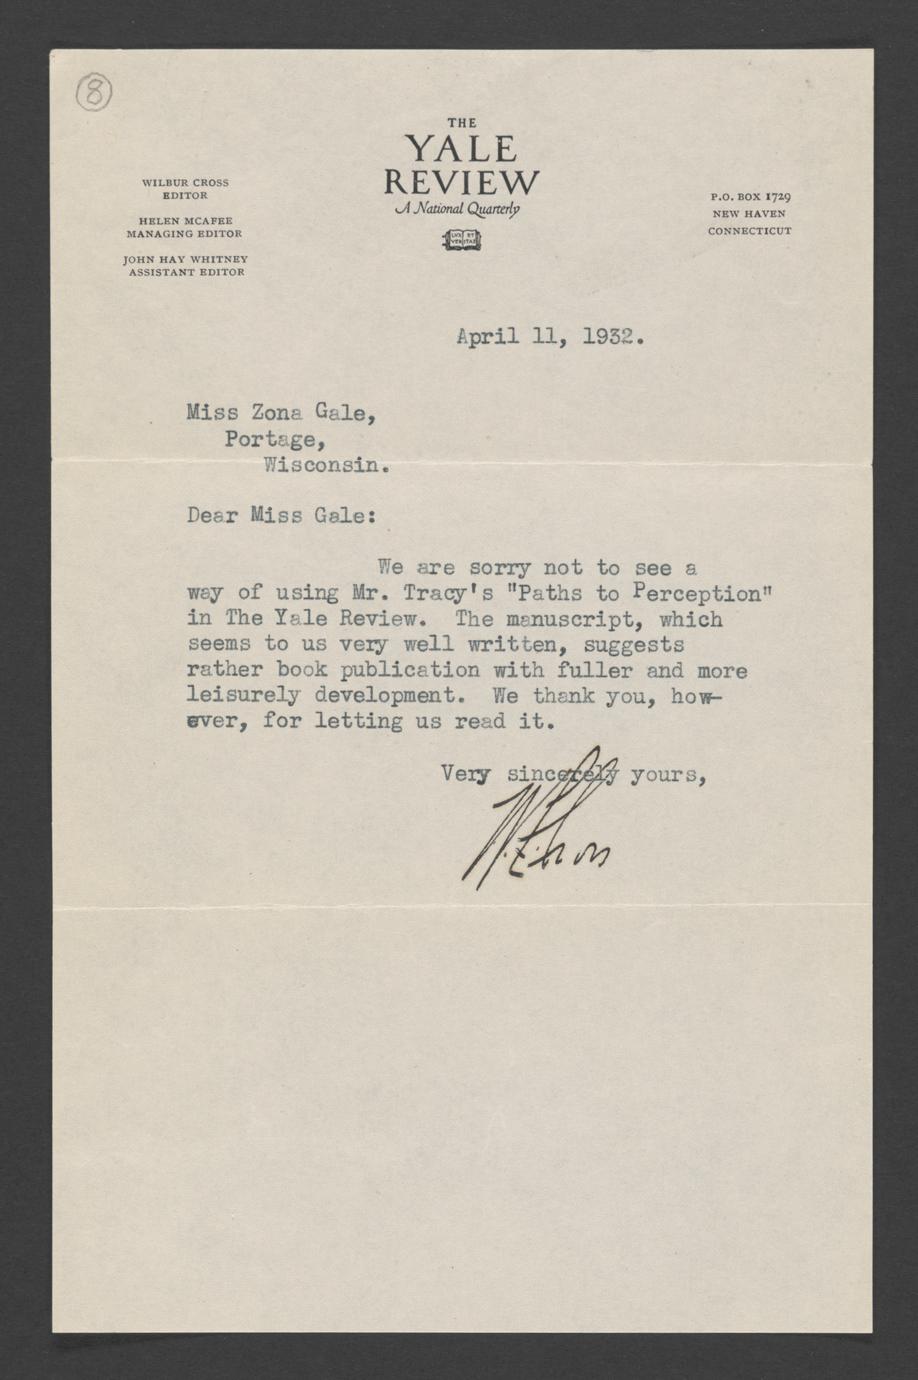 8
THE
YALE
REVIEW
A National Quarterly
LUX ET
VERITAS
WILBUR CROSS
EDITOR
HELEN MCAFEE
MANAGING EDITOR
JOHN HAY WHITNEY
ASSISTANT EDITOR
P.O. BOX 1729
NEW HAVEN
CONNECTICUT
April 11, 1932.
Miss Zona Gale,
Portage,
Wisconsin.
Dear Miss Gale:
We are sorry not to see a
way of using Mr. Tracy's "Paths to Perception"
in The Yale Review. The manuscript, which
seems to us very well written, suggests
rather book publication with fuller and more
leisurely development. We thank you, how-
ever, for letting us read it.
Very sincerely yours,
W. L. Cross